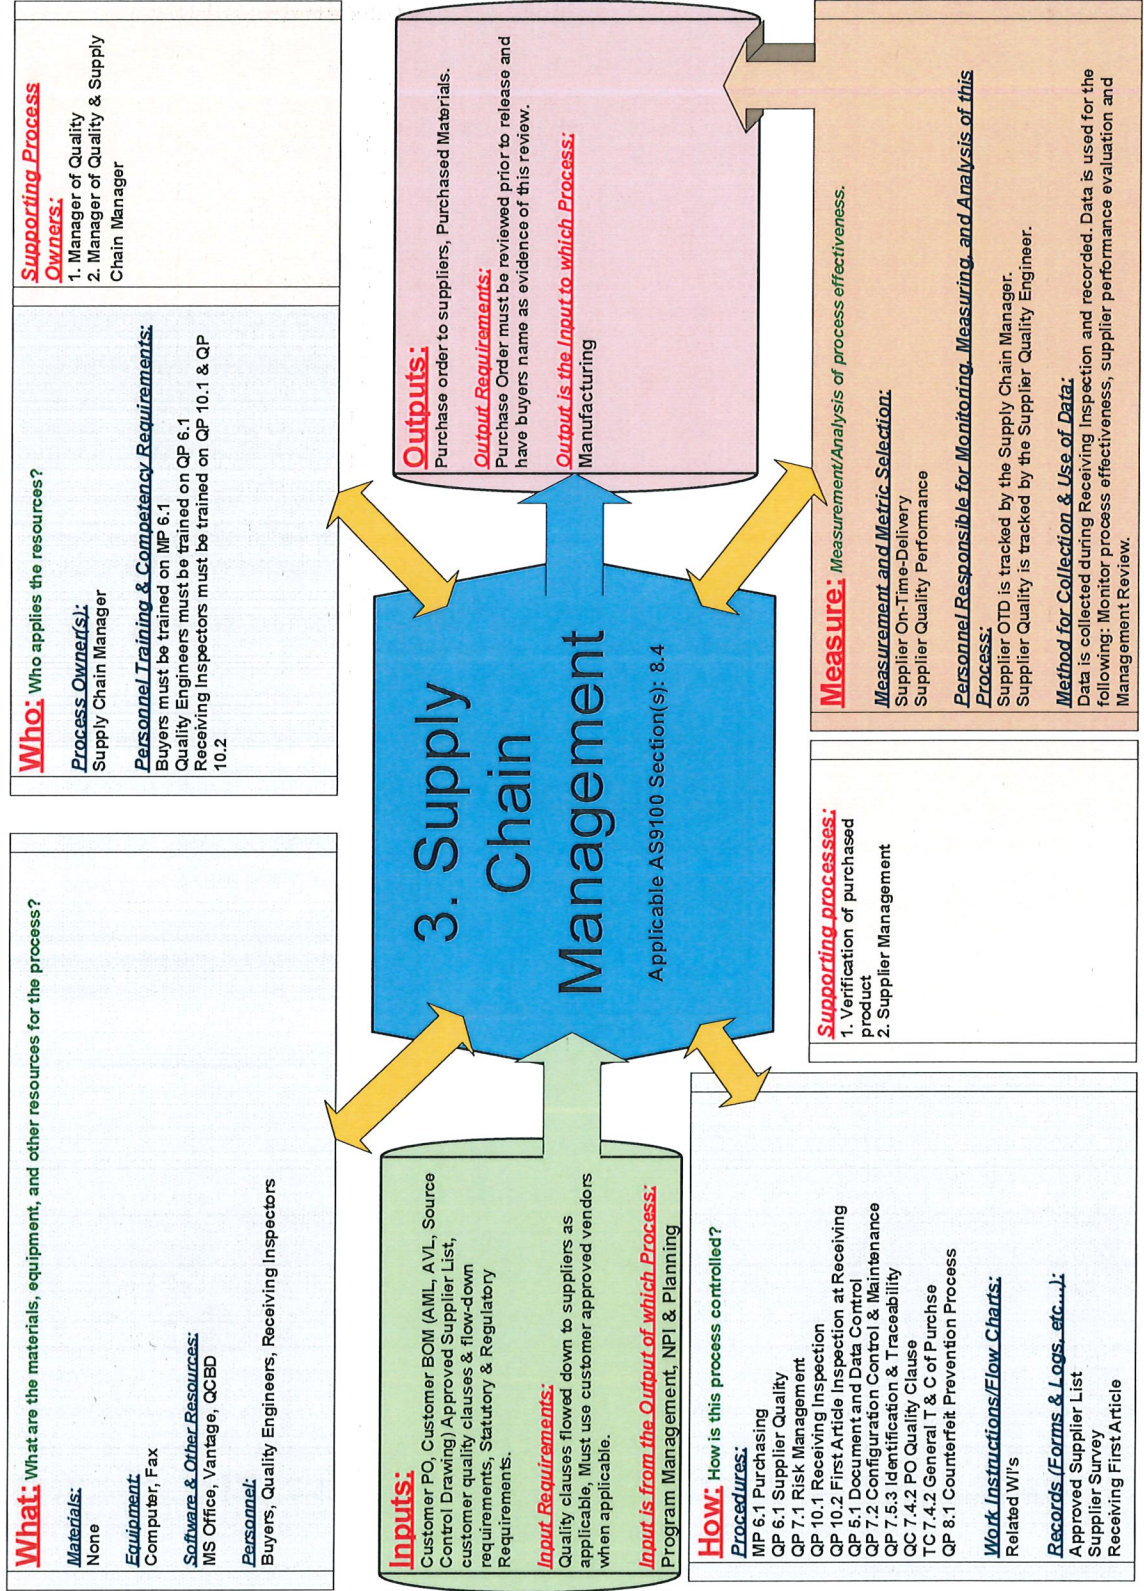 What: What are the materials, equipment, and other resources for the process?
Materials:
None
Equipment:
Computer, Fax
Software & Other Resources:
MS Office, Vantage, QCBD
Personnel:
Buyers, Quality Engineers, Receiving Inspectors
Who: Who applies the resources?
Process Owner(s):
Supply Chain Manager
Personnel Training & Competency Requirements:
Buyers must be trained on MP 6.1
Quality Engineers must be trained on QP 6.1
Receiving Inspectors must be trained on QP 10.1 & QP
10.2
Supporting Process
Owners:
1. Manager of Quality
2. Manager of Quality & Supply
Chain Manager
Inputs:
Customer PO, Customer BOM (AML, AVL, Source
Control Drawing) Approved Supplier List,
customer quality clauses & flow-down
requirements, Statutory & Regulatory
Requirements.
Input Requirements:
Quality clauses flowed down to suppliers as
applicable, Must use customer approved vendors
when applicable.
Input is from the Output of which Process:
Program Management, NPI & Planning
3. Supply
Chain
Management
Applicable AS9100 Section(s): 8.4
Outputs:
Purchase order to suppliers, Purchased Materials.
Output Requirements:
Purchase Order must be reviewed prior to release and
have buyers name as evidence of this review.
Output is the Input to which Process:
Manufacturing
How: How is this process controlled?
Procedures:
MP 6.1 Purchasing
QP 6.1 Supplier Quality
QP 7.1 Risk Management
QP 10.1 Receiving Inspection
QP 10.2 First Article Inspection at Receiving
QP 5.1 Document and Data Control
QP 7.2 Configuration Control & Maintenance
QP 7.5.3 Identification & Traceability
QC 7.4.2 PO Quality Clause
TC 7.4.2 General T & C of Purchse
QP 8.1 Counterfeit Prevention Process
Work Instructions/Flow Charts:
Related WI's
Records (Forms & Logs, etc...):
Approved Supplier List
Supplier Survey
Receiving First Article
Supporting processes:
1. Verification of purchased
product
2. Supplier Management
Measure: Measurement/Analysis of process effectiveness.
Measurement and Metric Selection:
Supplier On-Time-Delivery
Supplier Quality Performance
Personnel Responsible for Monitoring, Measuring, and Analysis of this
Process:
Supplier OTD is tracked by the Supply Chain Manager.
Supplier Quality is tracked by the Supplier Quality Engineer.
Method for Collection & Use of Data:
Data is collected during Receiving Inspection and recorded. Data is used for the
following: Monitor process effectiveness, supplier performance evaluation and
Management Review.